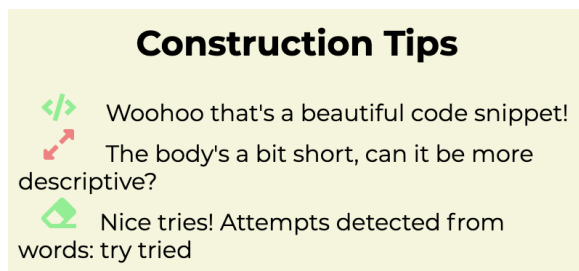 Construction Tips
Woohoo that's a beautiful code snippet!
The body's a bit short, can it be more
descriptive?
Nice tries! Attempts detected from
words: try tried